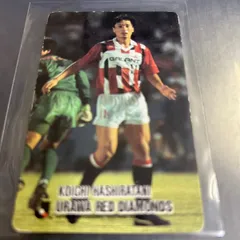 KOICHI HASHIRATANI
URAWA RED DIAMONDS